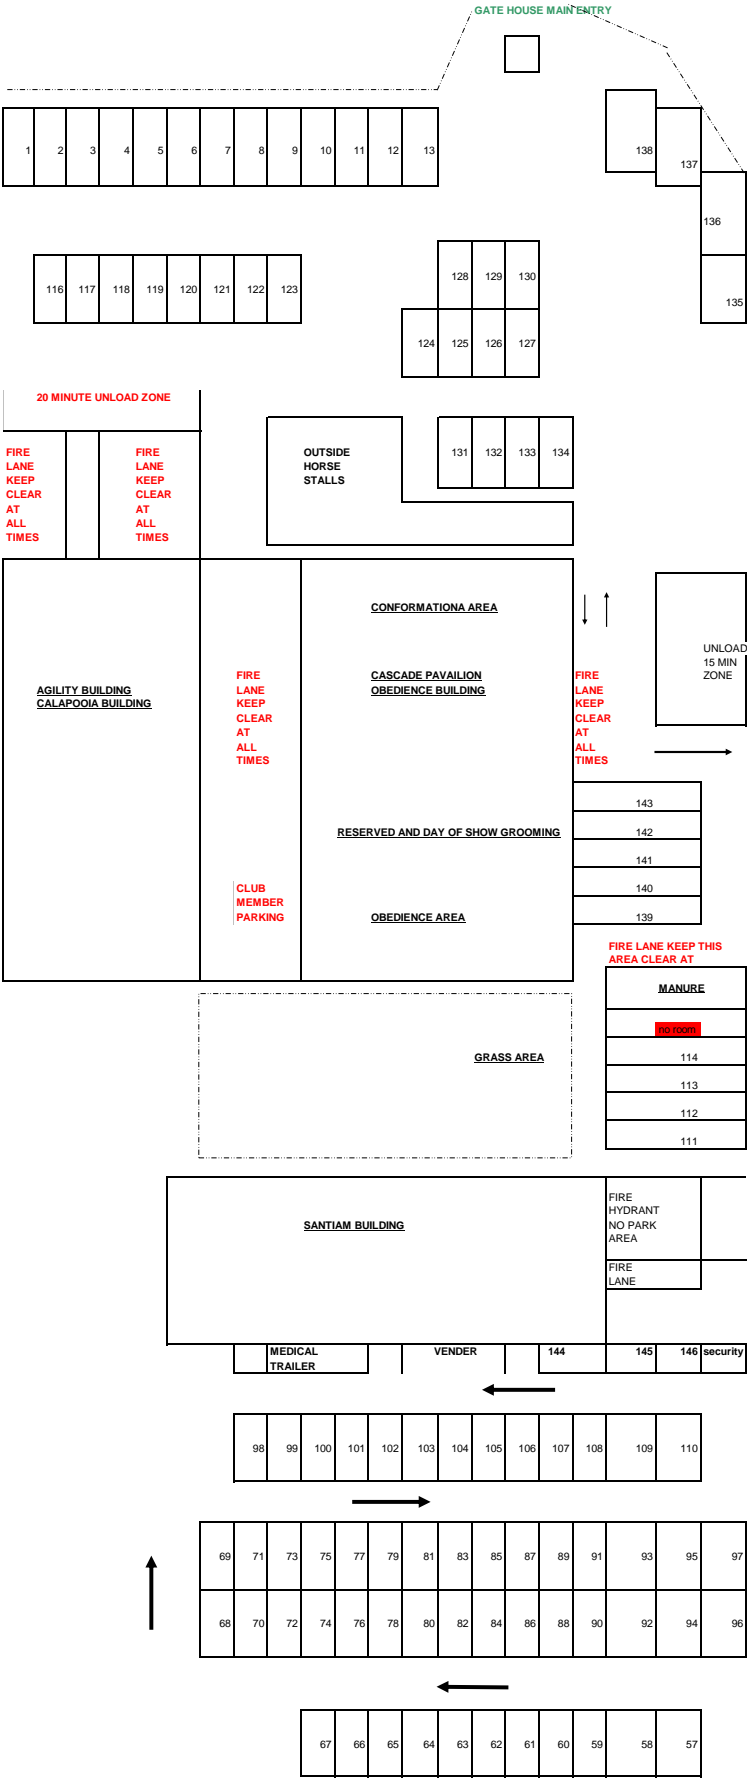 GATE HOUSE MAIN ENTRY
1 2 3 4 5 6 7 8 9 10 11 12 13
138
137
136
135
116 117 118 119 120 121 122 123
128 129 130
124 125 126 127
20 MINUTE UNLOAD ZONE
FIRE
LANE
KEEP
CLEAR
AT
ALL
TIMES
FIRE
LANE
KEEP
CLEAR
AT
ALL
TIMES
OUTSIDE
HORSE
STALLS
131 132 133 134
CONFORMATIONA AREA
UNLOAD
15 MIN
ZONE
AGILITY BUILDING
CALAPOOIA BUILDING
FIRE
LANE
KEEP
CLEAR
AT
ALL
TIMES
CASCADE PAVAILION
OBEDIENCE BUILDING
FIRE
LANE
KEEP
CLEAR
AT
ALL
TIMES
143
RESERVED AND DAY OF SHOW GROOMING
142
141
140
139
CLUB
MEMBER
PARKING
OBEDIENCE AREA
FIRE LANE KEEP THIS
AREA CLEAR AT
MANURE
no room
GRASS AREA
114
113
112
111
SANTIAM BUILDING
FIRE
HYDRANT
NO PARK
AREA
FIRE
LANE
MEDICAL
TRAILER
VENDER
144 145 146 security
98 99 100 101 102 103 104 105 106 107 108 109 110
69 71 73 75 77 79 81 83 85 87 89 91 93 95 97
68 70 72 74 76 78 80 82 84 86 88 90 92 94 96
67 66 65 64 63 62 61 60 59 58 57